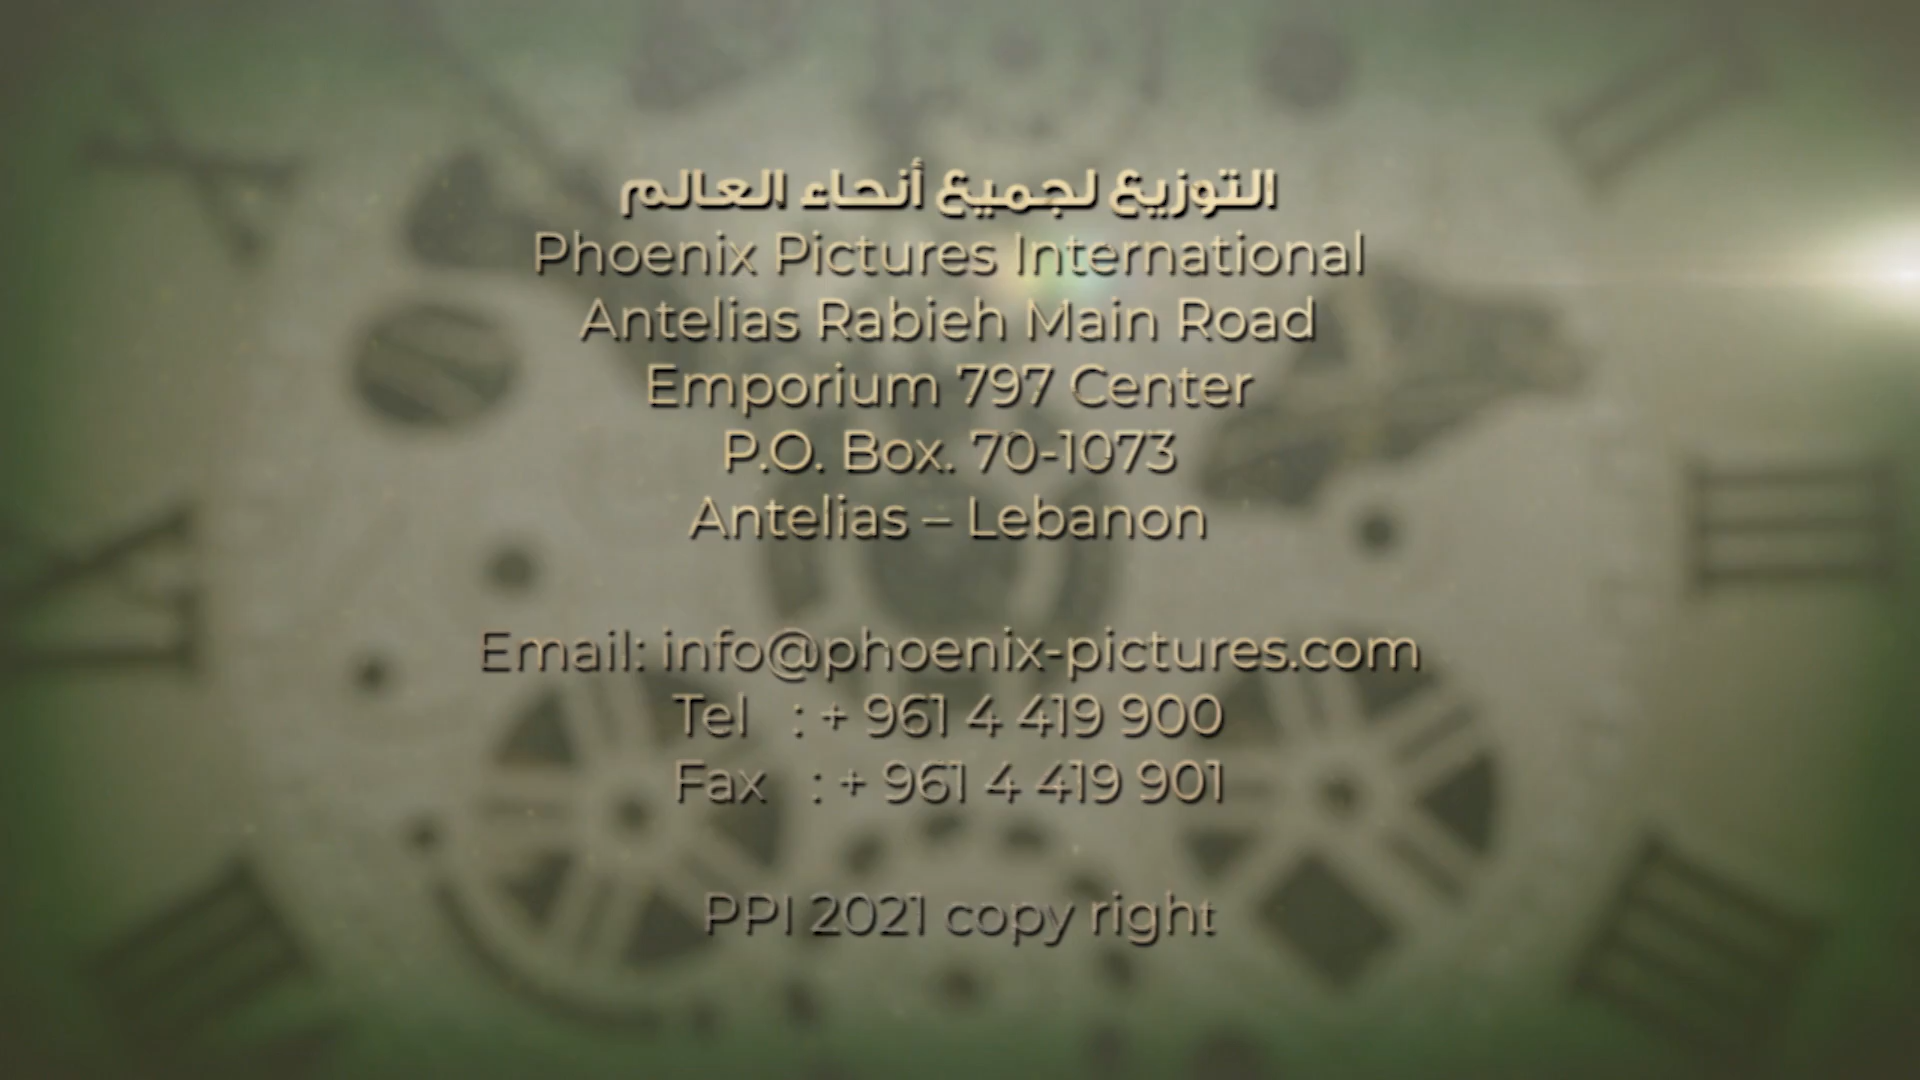 التوزيع لجميع أنحاء العالم
Phoenix Pictures International
Antelias Rabieh Main Road
Emporium 797 Center
P.O. Box. 70-1073
Antelias – Lebanon
Email: info@phoenix-pictures.com
Tel : + 961 4 419 900
Fax : + 961 4 419 901
PPI 2021 copy right